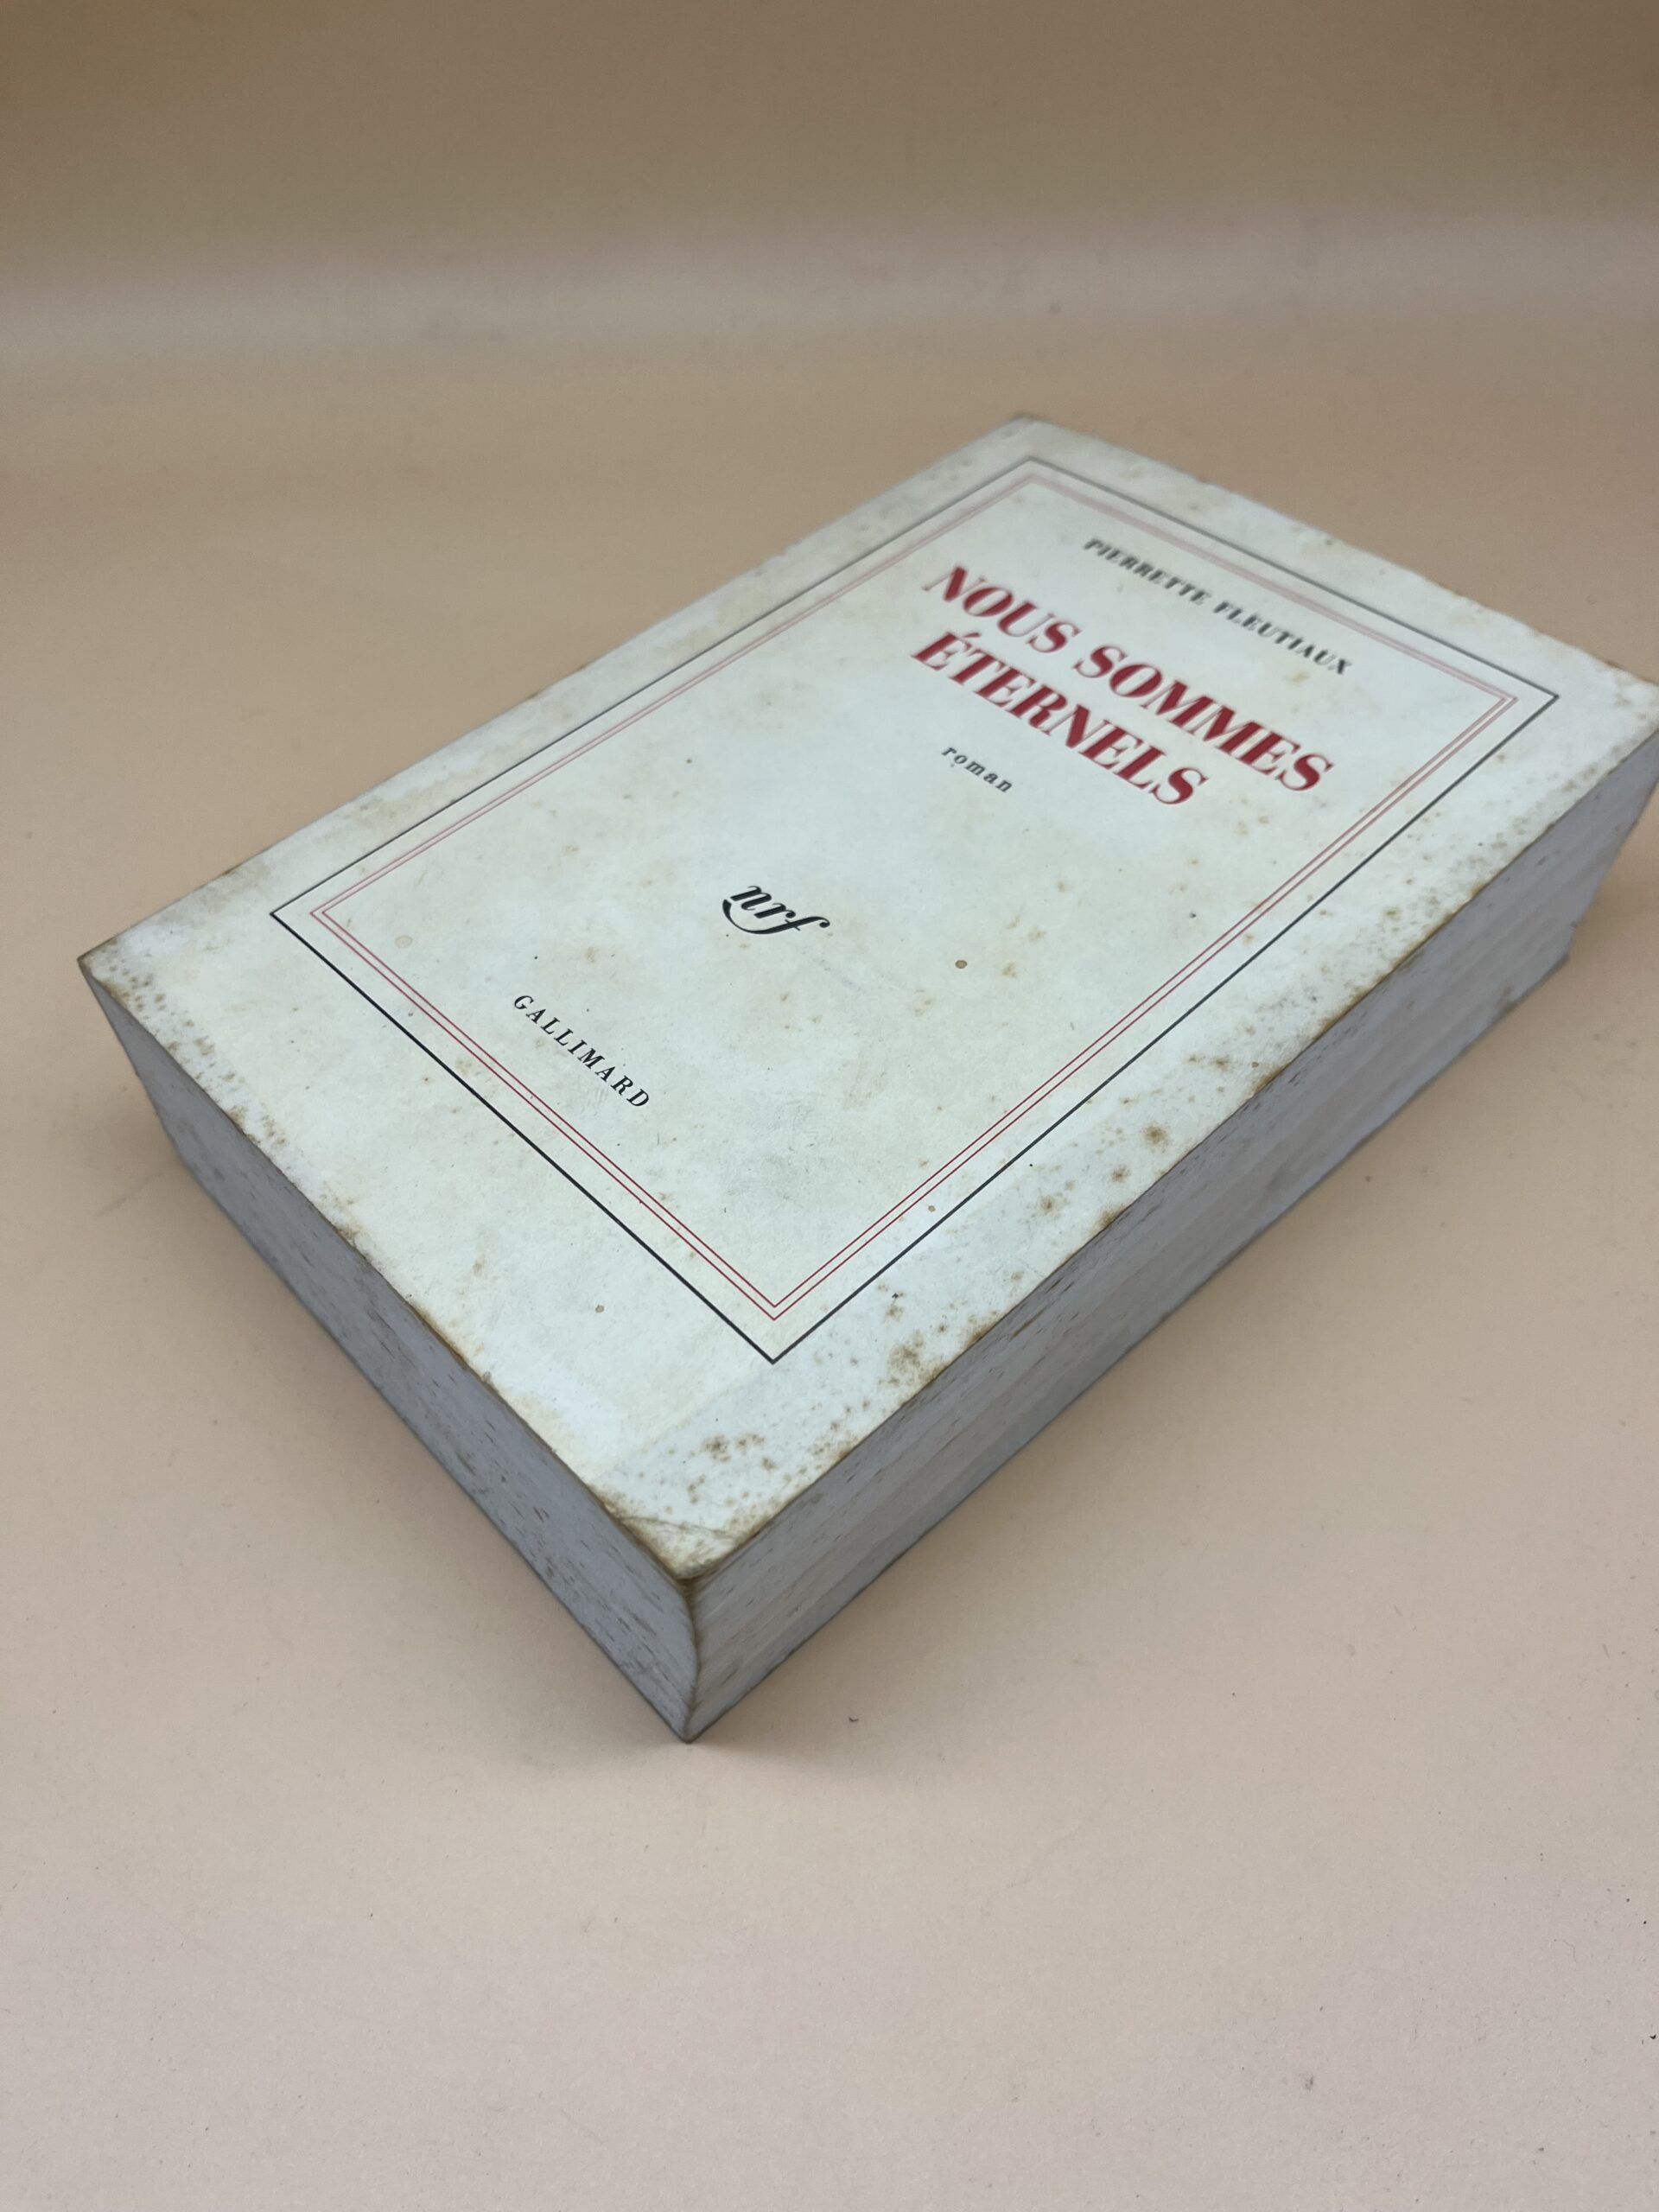 PIERRETTE FLEUTIAUX
NOUS SOMMES
ÉTERNELS
roman
nrf
GALLIMARD